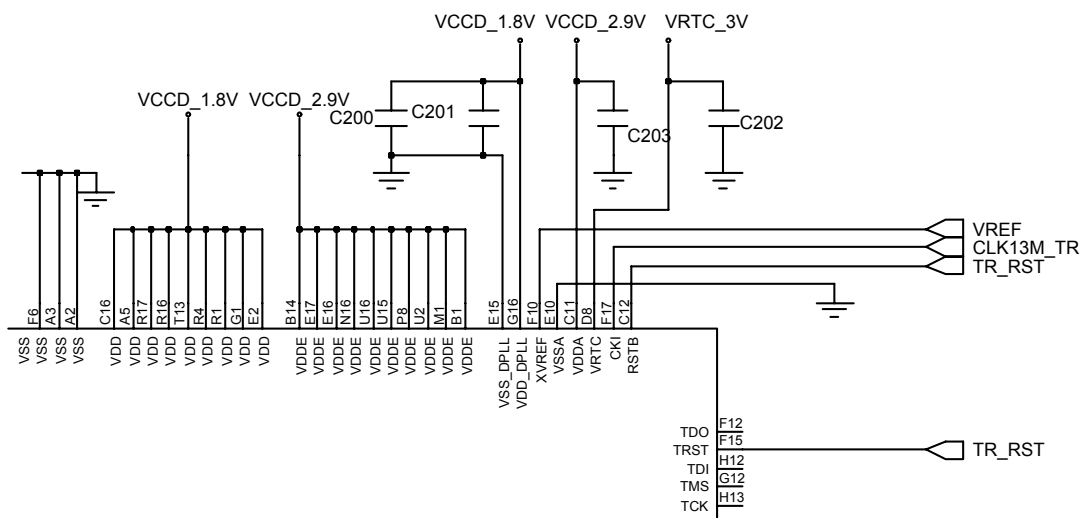 VCCD_1.8V VCCD_2.9V VRTC_3V
VCCD_1.8V VCCD_2.9V
C200 C201 C203 C202
VREF
CLK13M_TR
TR_RST
F6 A3 A2 C16 A5 R17 R16 T13 R4 R1 G1 E2 B14 E17 E16 N16 U16 U15 P8 U2 M1 B1 E15 G16 F10 E10 C11 D8 F17 C12
VSS VSS VSS VSS VDD VDD VDD VDD VDD VDD VDD VDD VDD VDDE VDDE VDDE VDDE VDDE VDDE VDDE VDDE VDDE VDDE VSS_DPLL VDD_DPLL XVREF VSSA VDDA VRTC CKI RSTB
TDO F12
TRST F15 TR_RST
TDI H12
TMS G12
TCK H13